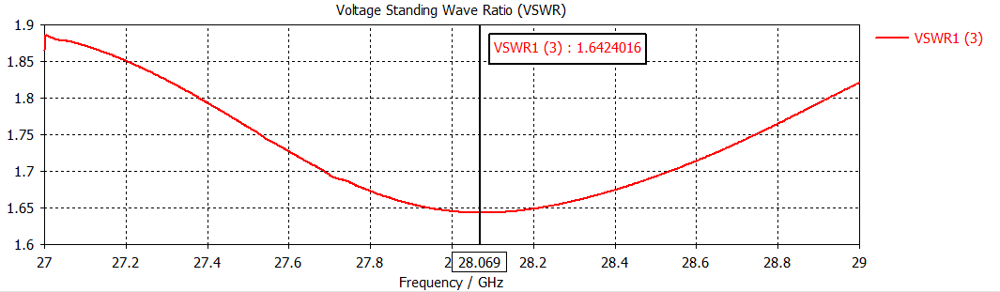 Voltage Standing Wave Ratio (VSWR)
1.9
VSWR1 (3) : 1.6424016
VSWR1 (3)
1.85
1.8
1.75
1.7
1.65
1.6
27 27.2 27.4 27.6 27.8 2 28.069 28.2 28.4 28.6 28.8 29
Frequency / GHz